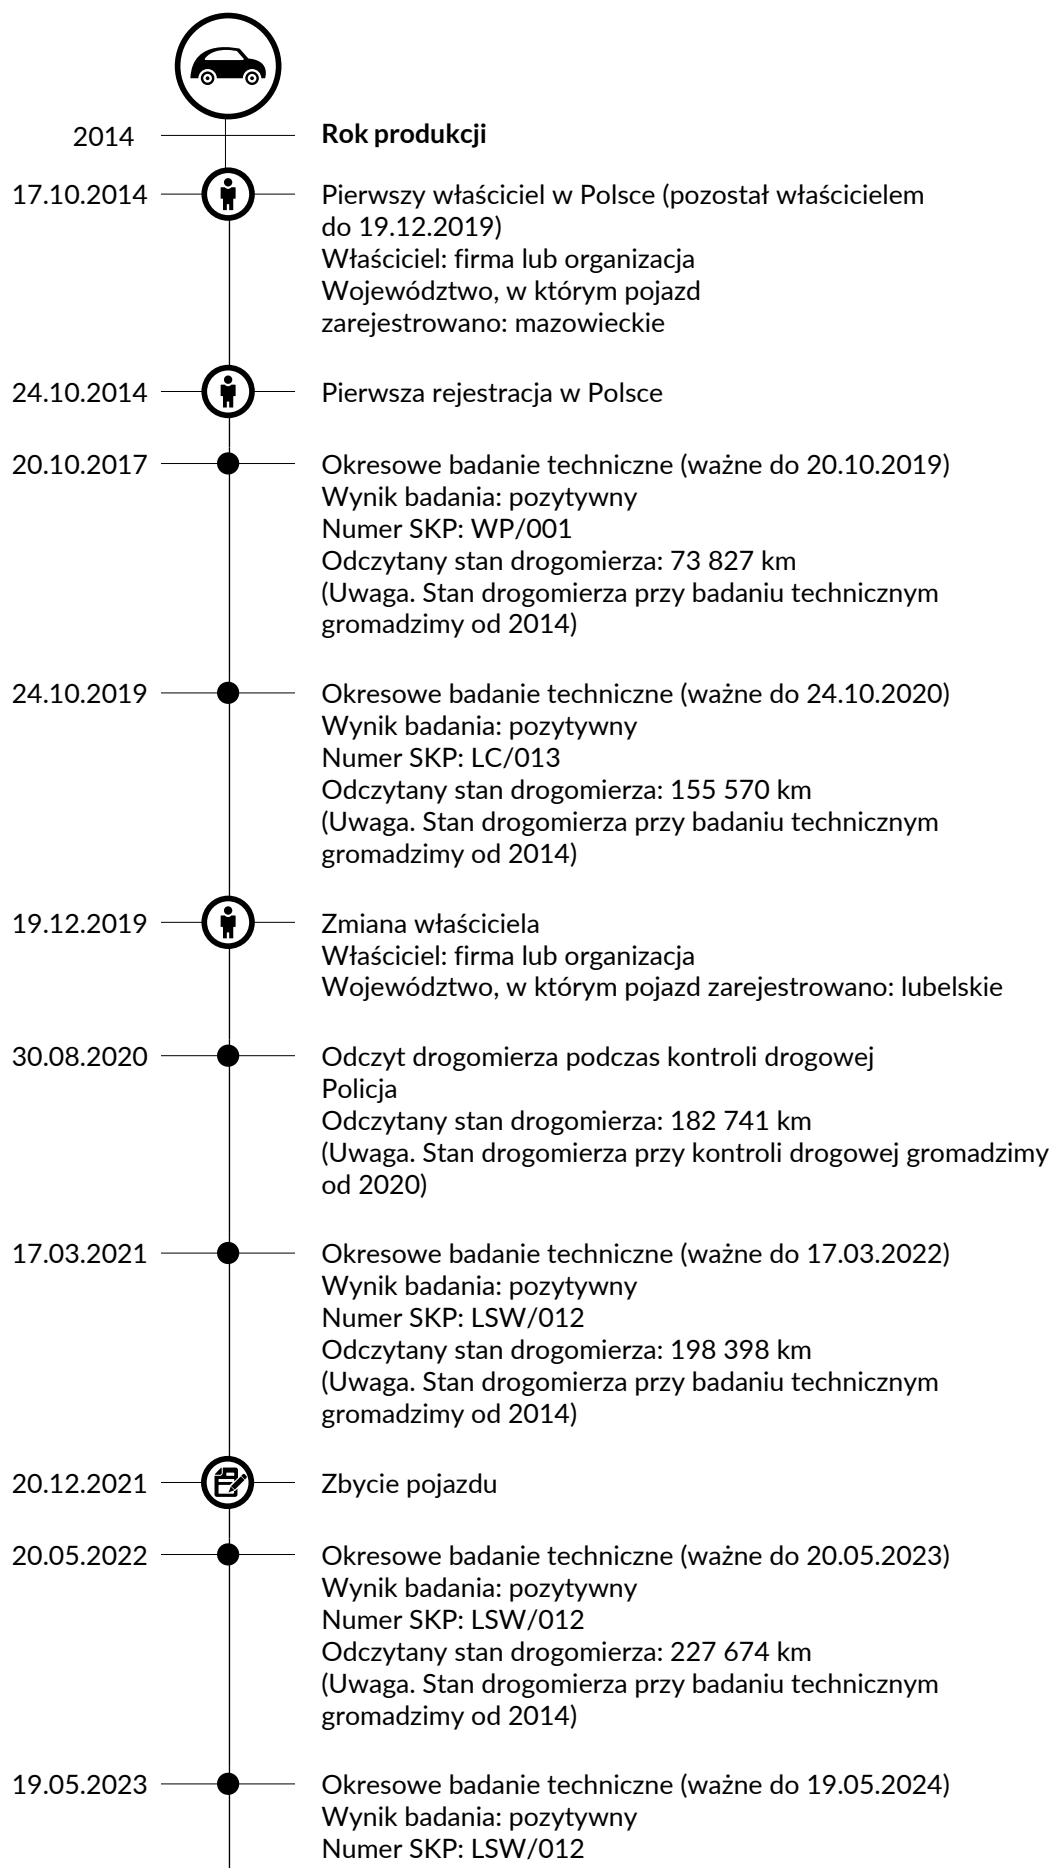 2014 Rok produkcji
17.10.2014 Pierwszy właściciel w Polsce (pozostał właścicielem
do 19.12.2019)
Właściciel: firma lub organizacja
Województwo, w którym pojazd
zarejestrowano: mazowieckie
24.10.2014 Pierwsza rejestracja w Polsce
20.10.2017 Okresowe badanie techniczne (ważne do 20.10.2019)
Wynik badania: pozytywny
Numer SKP: WP/001
Odczytany stan drogomierza: 73 827 km
(Uwaga. Stan drogomierza przy badaniu technicznym
gromadzimy od 2014)
24.10.2019 Okresowe badanie techniczne (ważne do 24.10.2020)
Wynik badania: pozytywny
Numer SKP: LC/013
Odczytany stan drogomierza: 155 570 km
(Uwaga. Stan drogomierza przy badaniu technicznym
gromadzimy od 2014)
19.12.2019 Zmiana właściciela
Właściciel: firma lub organizacja
Województwo, w którym pojazd zarejestrowano: lubelskie
30.08.2020 Odczyt drogomierza podczas kontroli drogowej
Policja
Odczytany stan drogomierza: 182 741 km
(Uwaga. Stan drogomierza przy kontroli drogowej gromadzimy
od 2020)
17.03.2021 Okresowe badanie techniczne (ważne do 17.03.2022)
Wynik badania: pozytywny
Numer SKP: LSW/012
Odczytany stan drogomierza: 198 398 km
(Uwaga. Stan drogomierza przy badaniu technicznym
gromadzimy od 2014)
20.12.2021 Zbycie pojazdu
20.05.2022 Okresowe badanie techniczne (ważne do 20.05.2023)
Wynik badania: pozytywny
Numer SKP: LSW/012
Odczytany stan drogomierza: 227 674 km
(Uwaga. Stan drogomierza przy badaniu technicznym
gromadzimy od 2014)
19.05.2023 Okresowe badanie techniczne (ważne do 19.05.2024)
Wynik badania: pozytywny
Numer SKP: LSW/012